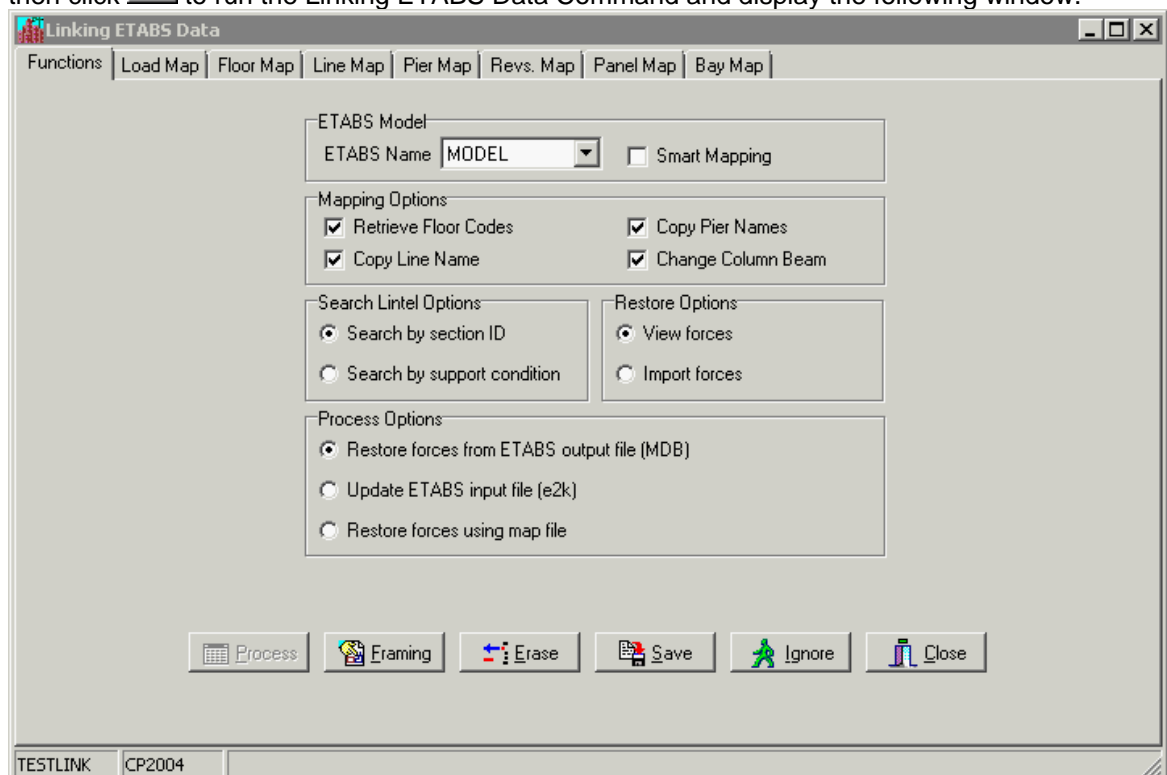 then click to run the Linking ETABS Data Command and display the following window:
Linking ETABS Data
Functions Load Map Floor Map Line Map Pier Map Revs. Map Panel Map Bay Map
ETABS Model
ETABS Name MODEL Smart Mapping
Mapping Options
Retrieve Floor Codes Copy Pier Names
Copy Line Name Change Column Beam
Search Lintel Options Restore Options
Search by section ID View forces
Search by support condition Import forces
Process Options
Restore forces from ETABS output file (MDB)
Update ETABS input file (e2k)
Restore forces using map file
Process Framing Erase Save Ignore Close
TESTLINK CP2004